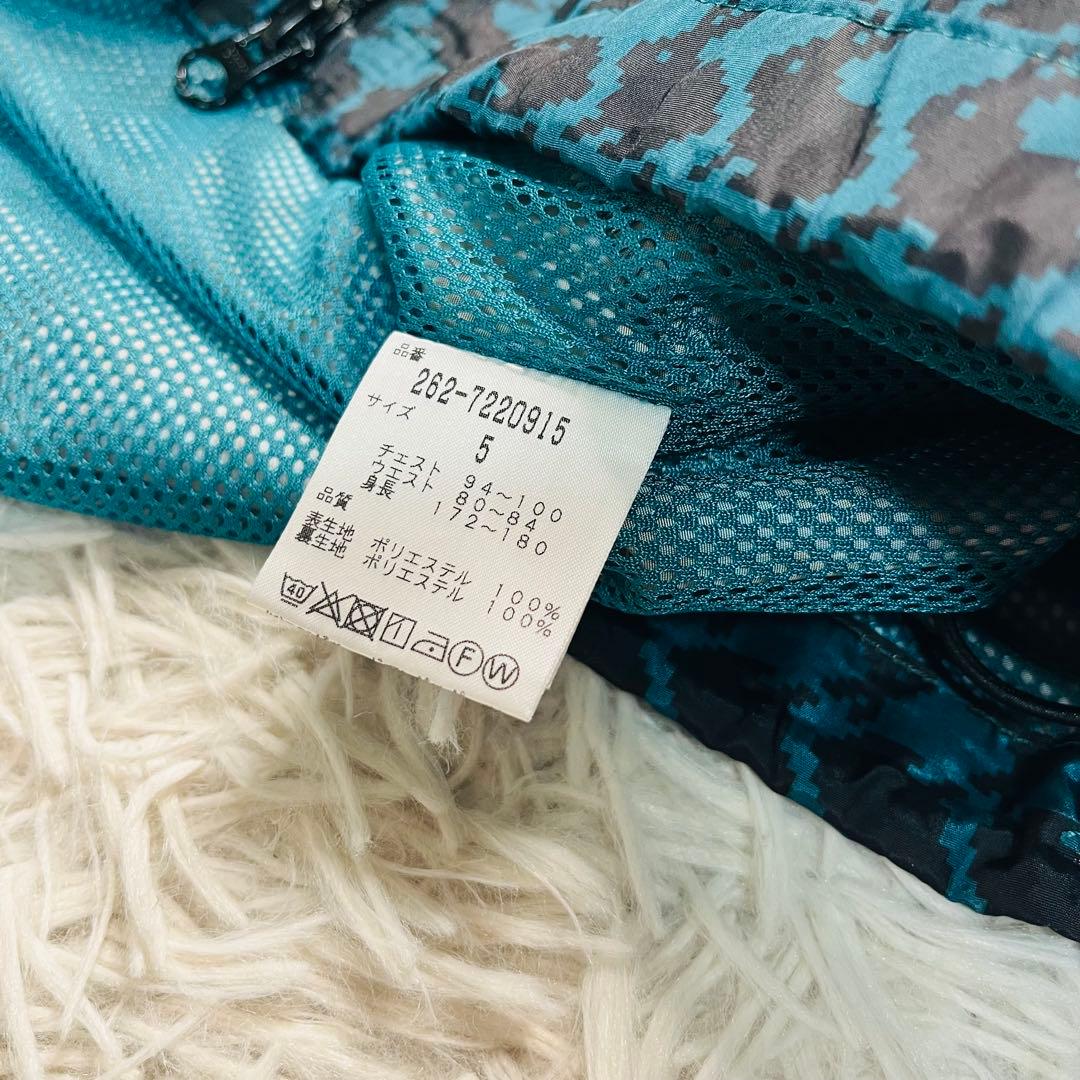 品番
262-7220915
サイズ
5
チェスト 94~100
ウエスト 80~84
身長 172~180
品質
表生地 ポリエステル 100%
裏生地 ポリエステル 100%
40
F W